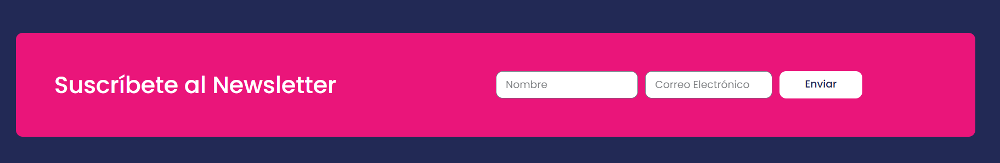 Suscríbete al Newsletter
Nombre
Correo Electrónico
Enviar